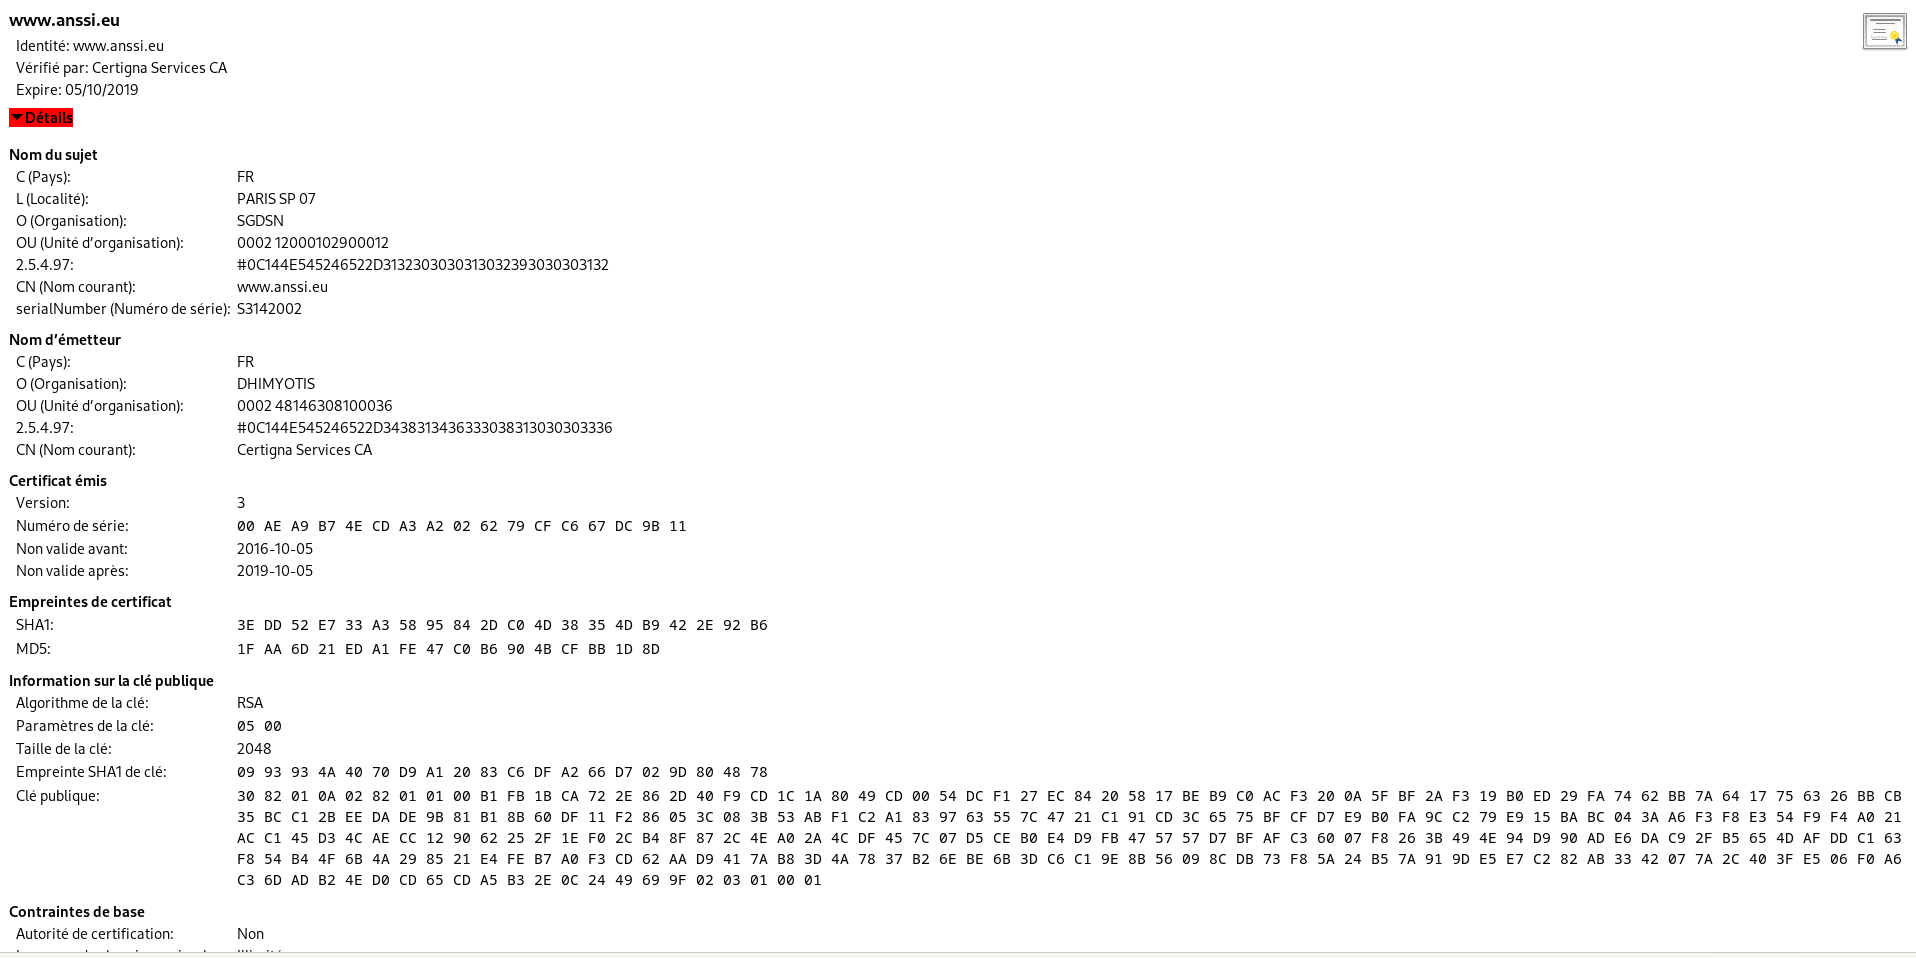 www.anssi.eu
Identité: www.anssi.eu
Vérifié par: Certigna Services CA
Expire: 05/10/2019
Détails
Nom du sujet
C (Pays): FR
L (Localité): PARIS SP 07
O (Organisation): SGDSN
OU (Unité d'organisation): 0002 12000102900012
2.5.4.97: #0C144E545246522D3132303030313032393030303132
CN (Nom courant): www.anssi.eu
serialNumber (Numéro de série): S3142002
Nom d'émetteur
C (Pays): FR
O (Organisation): DHIMYOTIS
OU (Unité d'organisation): 0002 48146308100036
2.5.4.97: #0C144E545246522D3438313436333038313030303336
CN (Nom courant): Certigna Services CA
Certificat émis
Version: 3
Numéro de série: 00 AE A9 B7 4E CD A3 A2 02 62 79 CF C6 67 DC 9B 11
Non valide avant: 2016-10-05
Non valide après: 2019-10-05
Empreintes de certificat
SHA1: 3E DD 52 E7 33 A3 58 95 84 2D C0 4D 38 35 4D B9 42 2E 92 B6
MD5: 1F AA 6D 21 ED A1 FE 47 C0 B6 90 4B CF BB 1D 8D
Information sur la clé publique
Algorithme de la clé: RSA
Paramètres de la clé: 05 00
Taille de la clé: 2048
Empreinte SHA1 de clé: 09 93 93 4A 40 70 D9 A1 20 83 C6 DF A2 66 D7 02 9D 80 48 78
Clé publique: 30 82 01 0A 02 82 01 01 00 B1 FB 1B CA 72 2E 86 2D 40 F9 CD 1C 1A 80 49 CD 00 54 DC F1 27 EC 84 20 58 17 BE B9 C0 AC F3 20 0A 5F BF 2A F3 19 B0 ED 29 FA 74 62 BB 7A 64 17 75 63 26 BB CB
35 BC C1 2B EE DA DE 9B 81 B1 8B 60 DF 11 F2 86 05 3C 08 3B 53 AB F1 C2 A1 83 97 63 55 7C 47 21 C1 91 CD 3C 65 75 BF CF D7 E9 B0 FA 9C C2 79 E9 15 BA BC 04 3A A6 F3 F8 E3 54 F9 F4 A0 21
AC C1 45 D3 4C AE CC 12 90 62 25 2F 1E F0 2C B4 8F 87 2C 4E A0 2A 4C DF 45 7C 07 D5 CE B0 E4 D9 FB 47 57 57 D7 BF AF C3 60 07 F8 26 3B 49 4E 94 D9 90 AD E6 DA C9 2F B5 65 4D AF DD C1 63
F8 54 B4 4F 6B 4A 29 85 21 E4 FE B7 A0 F3 CD 62 AA D9 41 7A B8 3D 4A 78 37 B2 6E BE 6B 3D C6 C1 9E 8B 56 09 8C DB 73 F8 5A 24 B5 7A 91 9D E5 E7 C2 82 AB 33 42 07 7A 2C 40 3F E5 06 F0 A6
C3 6D AD B2 4E D0 CD 65 CD A5 B3 2E 0C 24 49 69 9F 02 03 01 00 01
Contraintes de base
Autorité de certification: Non